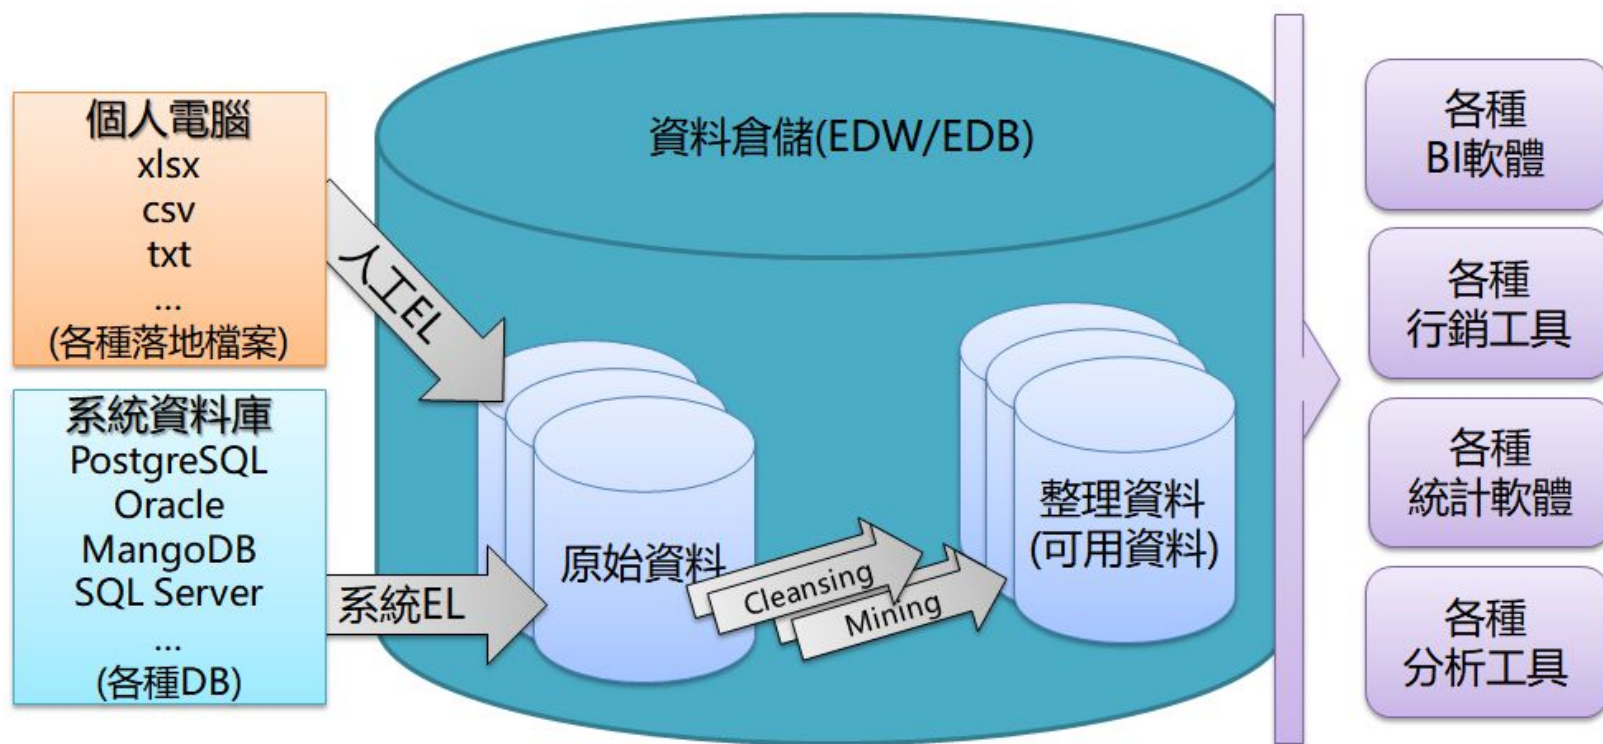 個人電腦
xlsx
csv
txt
...
(各種落地檔案)
系統資料庫
PostgreSQL
Oracle
MangoDB
SQL Server
...
(各種DB)
人工EL
系統EL
資料倉儲(EDW/EDB)
原始資料
Cleansing
Mining
整理資料
(可用資料)
各種
BI軟體
各種
行銷工具
各種
統計軟體
各種
分析工具